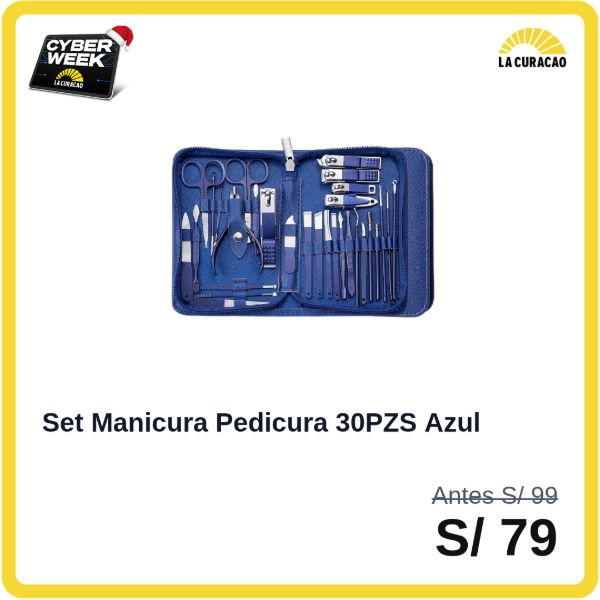 CYBER
WEEK
LA CURACAO
LA CURACAO
Set Manicura Pedicura 30PZS Azul
Antes S/ 99
S/ 79